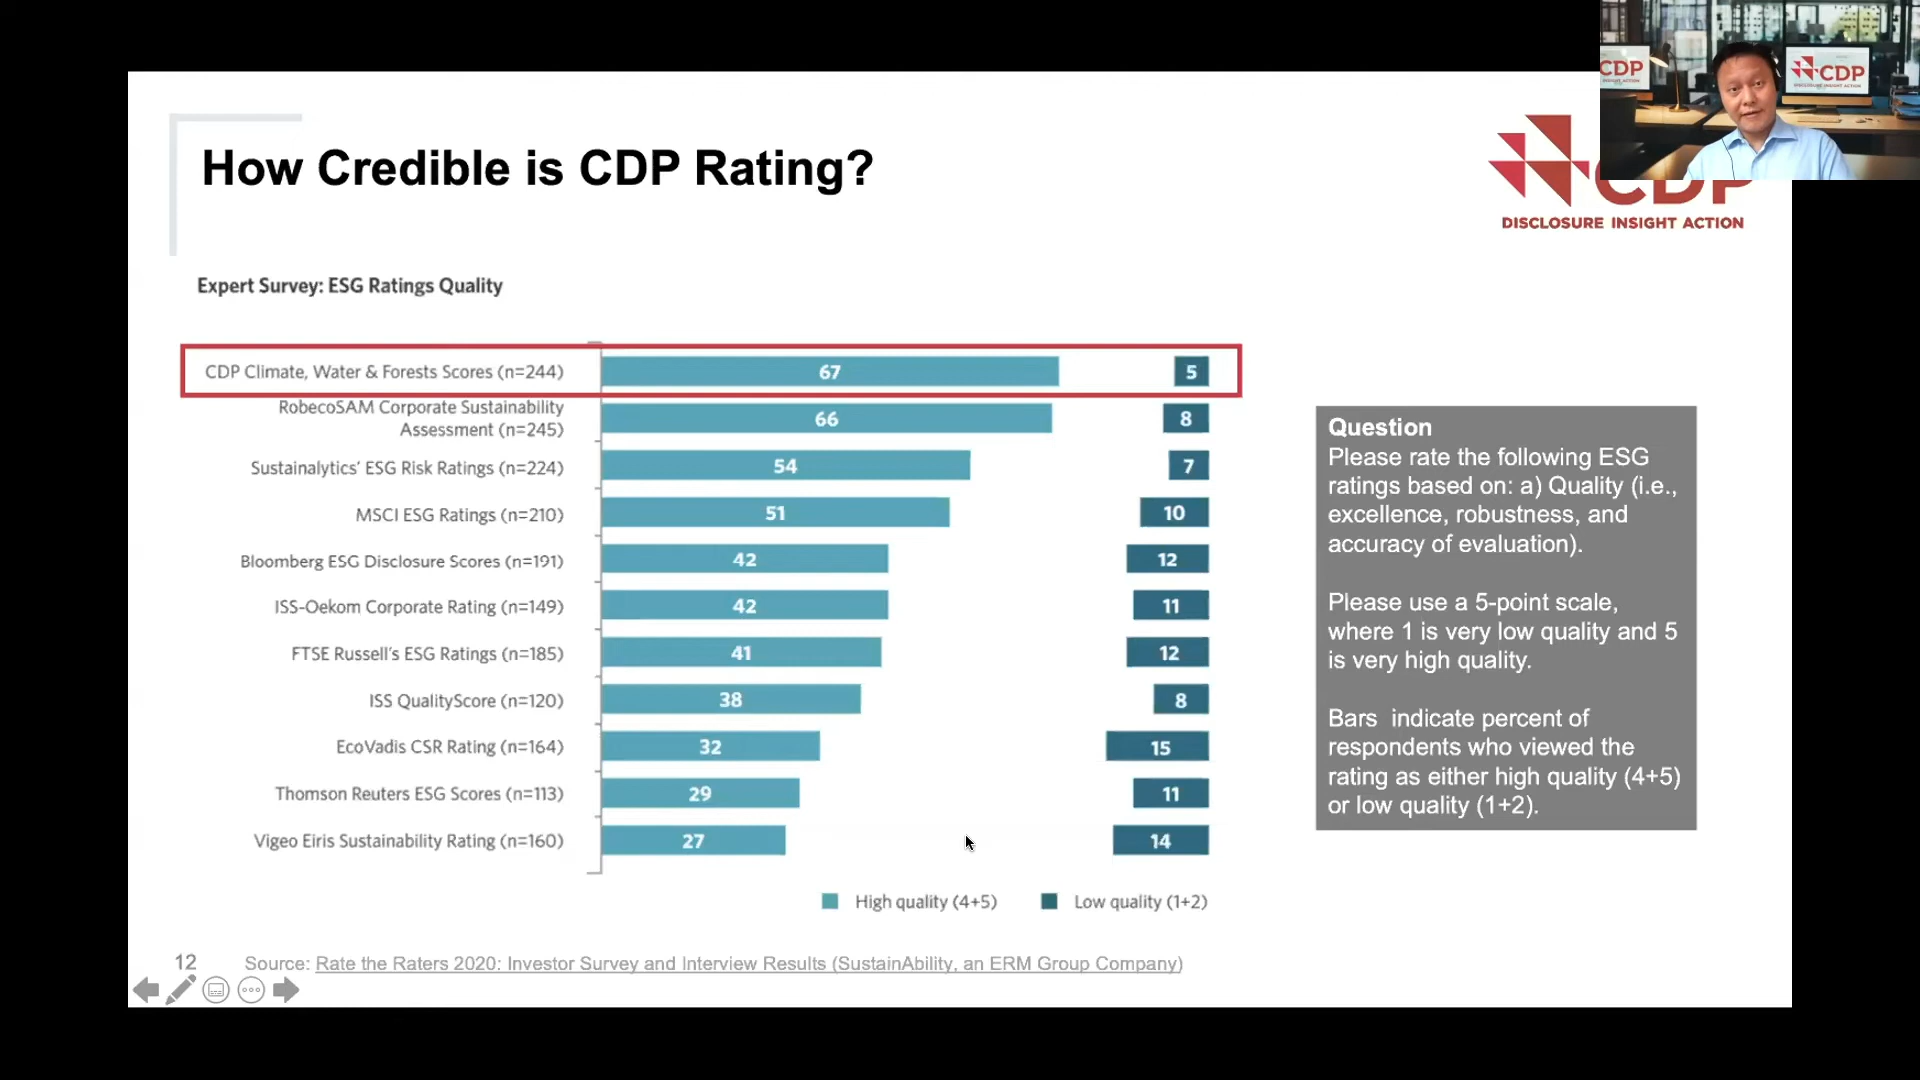 How Credible is CDP Rating?
CDP
CDP
DISCLOSURE INSIGHT ACTION
CDP
DISCLOSURE INSIGHT ACTION
Expert Survey: ESG Ratings Quality
CDP Climate, Water & Forests Scores (n=244) 67 5
RobecoSAM Corporate Sustainability
Assessment (n=245) 66 8
Sustainalytics' ESG Risk Ratings (n=224) 54 7
MSCI ESG Ratings (n=210) 51 10
Bloomberg ESG Disclosure Scores (n=191) 42 12
ISS-Oekom Corporate Rating (n=149) 42 11
FTSE Russell's ESG Ratings (n=185) 41 12
ISS QualityScore (n=120) 38 8
EcoVadis CSR Rating (n=164) 32 15
Thomson Reuters ESG Scores (n=113) 29 11
Vigeo Eiris Sustainability Rating (n=160) 27 14
High quality (4+5) Low quality (1+2)
Question
Please rate the following ESG
ratings based on: a) Quality (i.e.,
excellence, robustness, and
accuracy of evaluation).
Please use a 5-point scale,
where 1 is very low quality and 5
is very high quality.
Bars indicate percent of
respondents who viewed the
rating as either high quality (4+5)
or low quality (1+2).
12
Source: Rate the Raters 2020: Investor Survey and Interview Results (SustainAbility, an ERM Group Company)